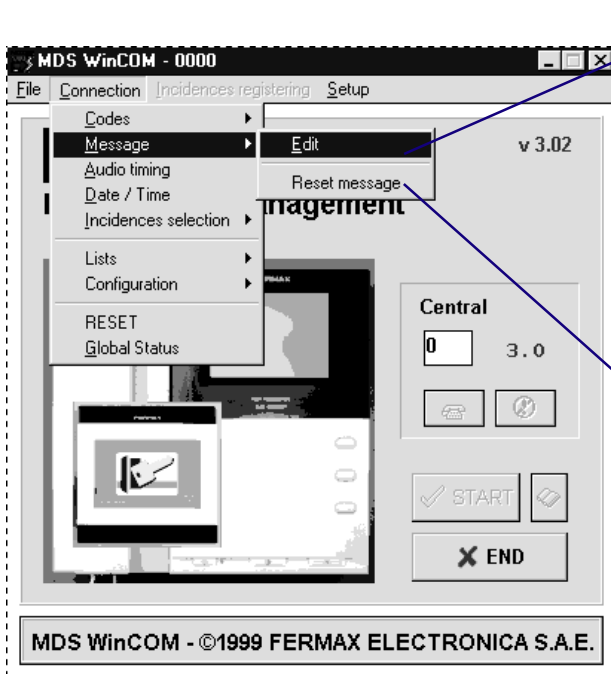 MDS WinCOM - 0000
File Connection Incidences registering Setup
Codes
Message
Audio timing
Date / Time
Incidences selection
Lists
Configuration
RESET
Global Status
Edit
Reset message
v 3.02
Central
0 3.0
START
END
MDS WinCOM - ©1999 FERMAX ELECTRONICA S.A.E.